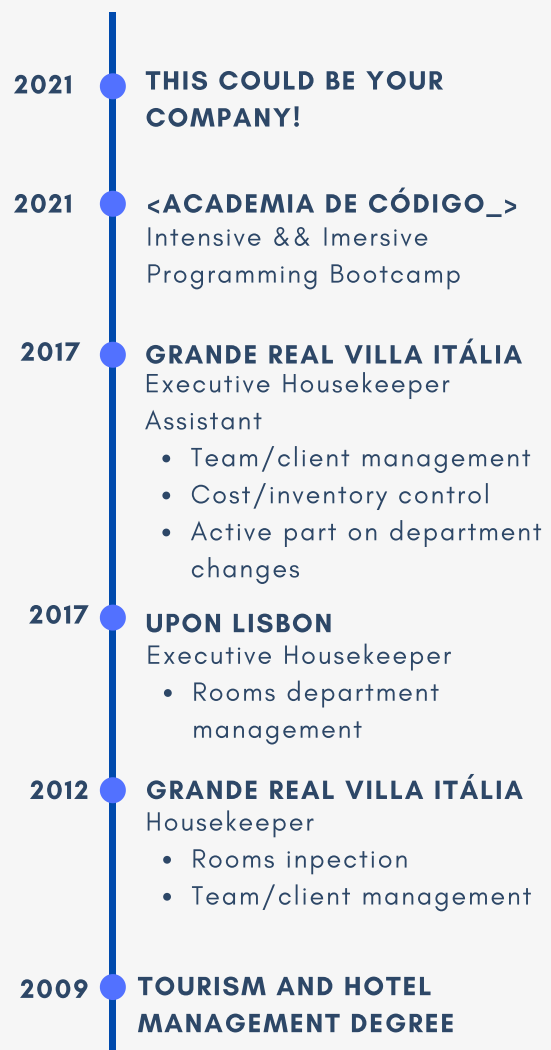 2021
THIS COULD BE YOUR
COMPANY!
2021
<ACADEMIA DE CÓDIGO_>
Intensive && Imersive
Programming Bootcamp
2017
GRANDE REAL VILLA ITÁLIA
Executive Housekeeper
Assistant
• Team/client management
• Cost/inventory control
• Active part on department
changes
2017
UPON LISBON
Executive Housekeeper
• Rooms department
management
2012
GRANDE REAL VILLA ITÁLIA
Housekeeper
• Rooms inpection
• Team/client management
2009
TOURISM AND HOTEL
MANAGEMENT DEGREE